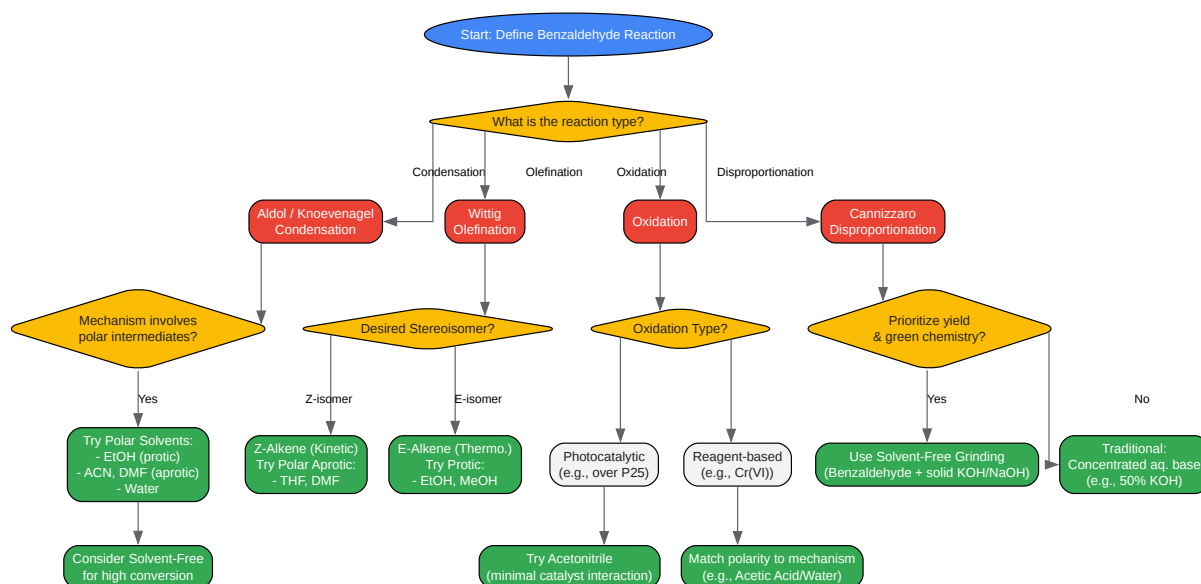 Start: Define Benzaldehyde Reaction
What is the reaction type?
Condensation
Olefination
Oxidation
Disproportionation
Aldol / Knoevenagel
Condensation
Wittig
Olefination
Oxidation
Cannizzaro
Disproportionation
Mechanism involves
polar intermediates?
Desired Stereoisomer?
Oxidation Type?
Prioritize yield
& green chemistry?
Yes
Z-isomer
E-isomer
Yes
No
Try Polar Solvents:
- EtOH (protic)
- ACN, DMF (aprotic)
- Water
Z-Alkene (Kinetic)
Try Polar Aprotic:
- THF, DMF
E-Alkene (Thermo.)
Try Protic:
- EtOH, MeOH
Photocatalytic
(e.g., over P25)
Reagent-based
(e.g., Cr(VI))
Use Solvent-Free Grinding
(Benzaldehyde + solid KOH/NaOH)
Traditional:
Concentrated aq. base
(e.g., 50% KOH)
Consider Solvent-Free
for high conversion
Try Acetonitrile
(minimal catalyst interaction)
Match polarity to mechanism
(e.g., Acetic Acid/Water)